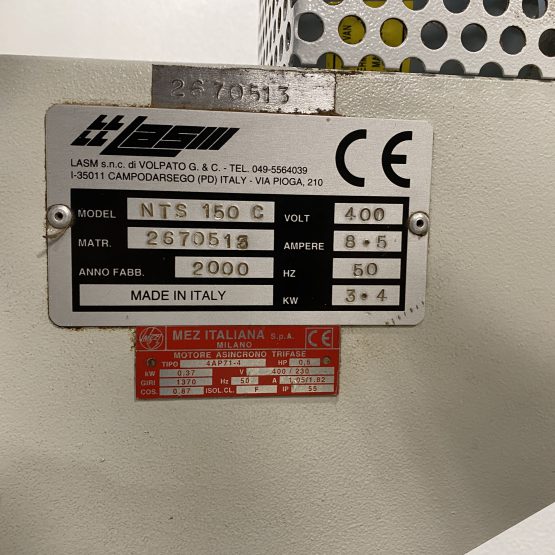 2670513
LASM
LASM s.n.c. di VOLPATO G. & C. - TEL. 049-5564039
I-35011 CAMPODARSEGO (PD) ITALY - VIA PIOGA, 210
CE
MODEL NTS 150 C VOLT 400
MATR. 2670513 AMPERE 8.5
ANNO FABB. 2000 HZ 50
MADE IN ITALY KW 3.4
MEZ ITALIANA S.p.A. CE
MILANO
MOTORE ASINCRONO TRIFASE
TIPO 4AP71-4 HP 0,5
kW 0.37 V 400 / 230
GIRI 1370 Hz 50 A 1.05/1.82
COS. 0.87 ISOL.CL. F IP 55